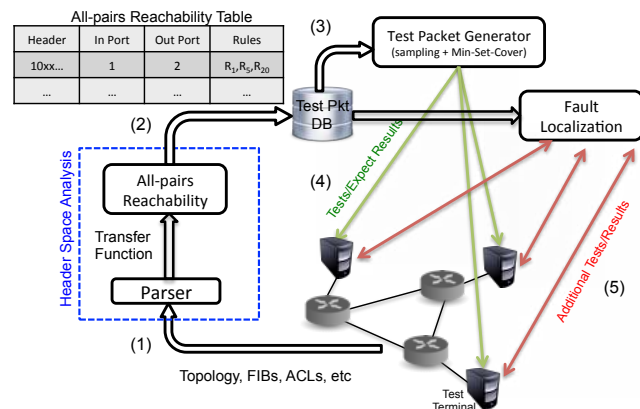 All-pairs Reachability Table
Header In Port Out Port Rules
10xx... 1 2 R1,R5,R20
... ... ... ...
(3)
Test Packet Generator
(sampling + Min-Set-Cover)
Test Pkt
DB
Fault
Localization
(2)
(4)
Tests/Expect Results
Header Space Analysis
All-pairs
Reachability
Transfer
Function
Parser
(1)
Topology, FIBs, ACLs, etc
Additional Tests/Results
(5)
Test
Terminal